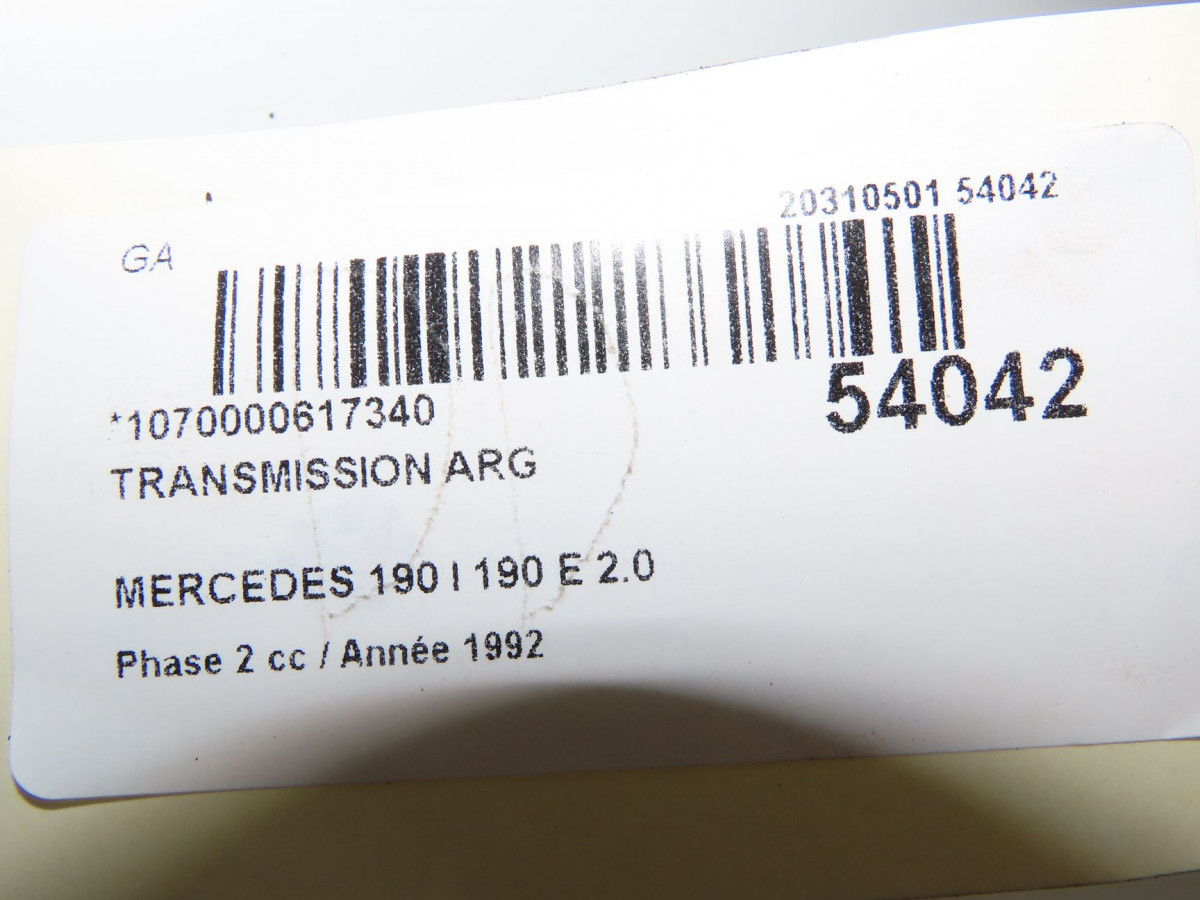 20310501 54042
GA
54042
*1070000617340
TRANSMISSION ARG
MERCEDES 190 I 190 E 2.0
Phase 2 cc / Année 1992